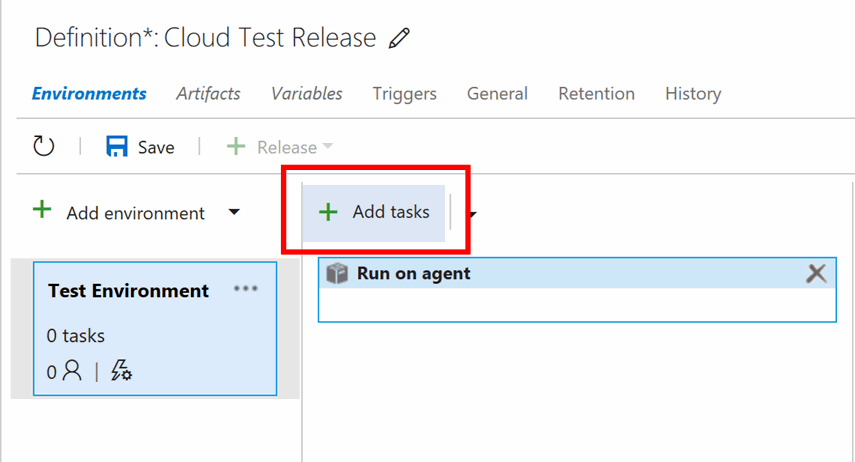 Definition*: Cloud Test Release
Environments Artifacts Variables Triggers General Retention History
Save Release
Add environment Add tasks
Run on agent
Test Environment
0 tasks
0